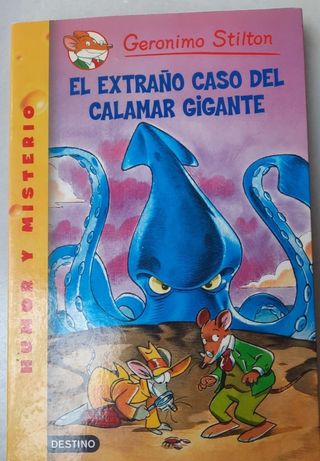 Geronimo Stilton
EL EXTRAÑO CASO DEL
CALAMAR GiGANTE
HUMOR Y MISTERIO
DESTINO